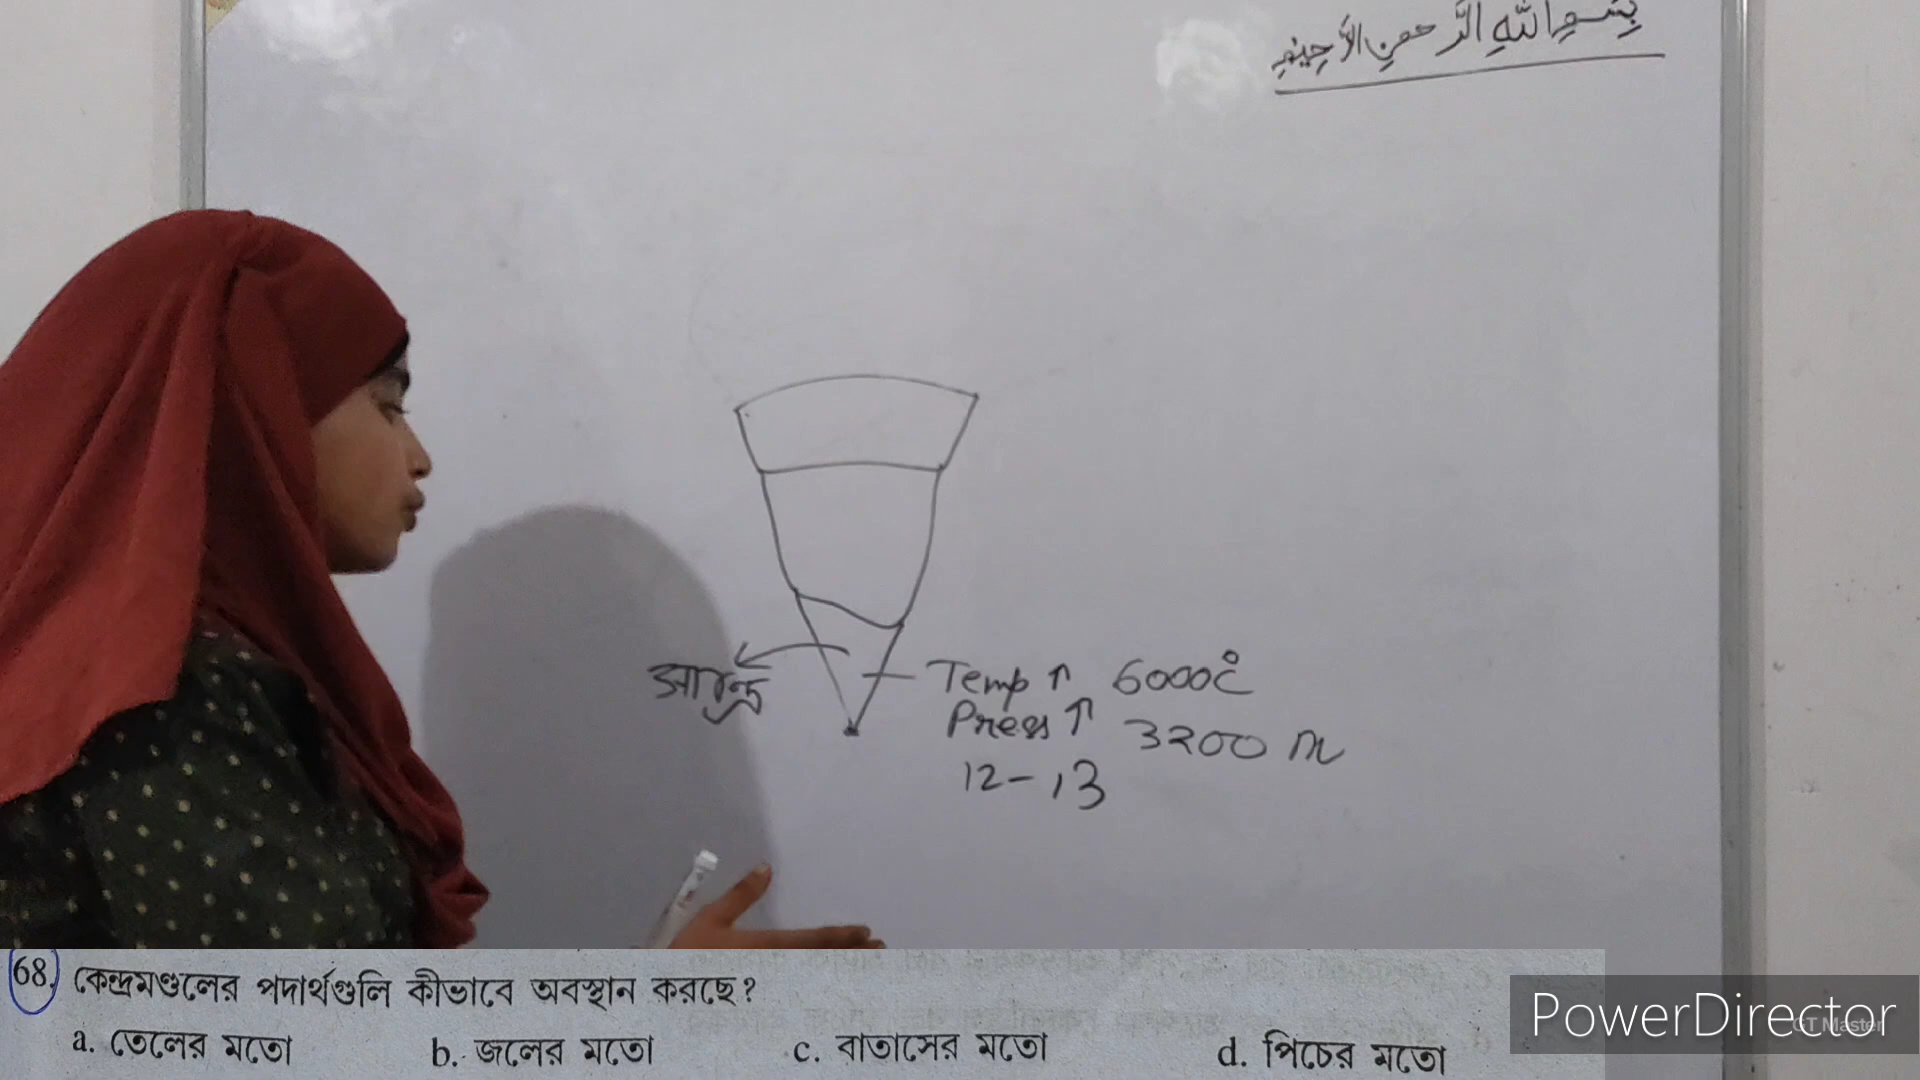 بِسْمِ اللّٰهِ الرَّحمٰنِ الرَّحِيْمِ
সান্দ্র
Temp ↑ 6000°C
Press ↑ 3200 m
12-13
68. কেন্দ্রমণ্ডলের পদার্থগুলি কীভাবে অবস্থান করছে?
a. তেলের মতো b. জলের মতো c. বাতাসের মতো d. পিচের মতো
PowerDirector